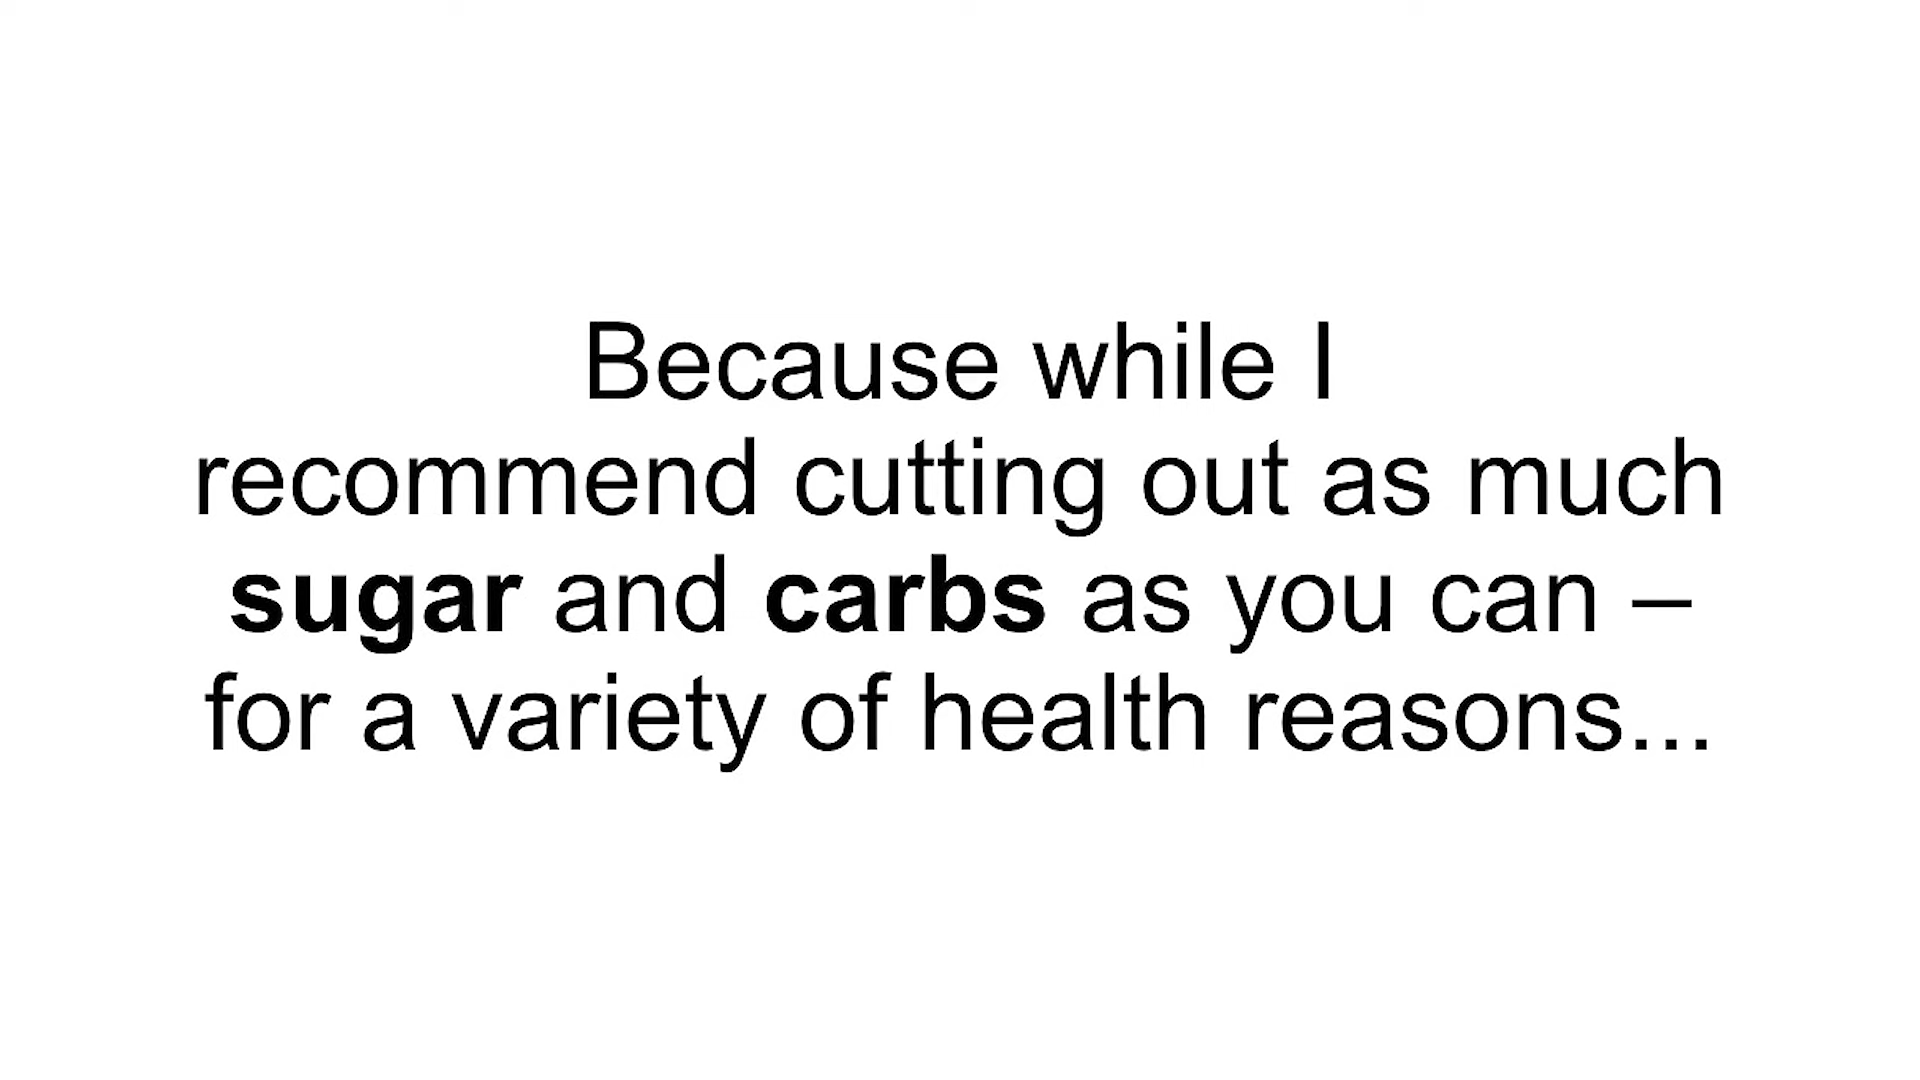 Because while I
recommend cutting out as much
sugar and carbs as you can –
for a variety of health reasons...